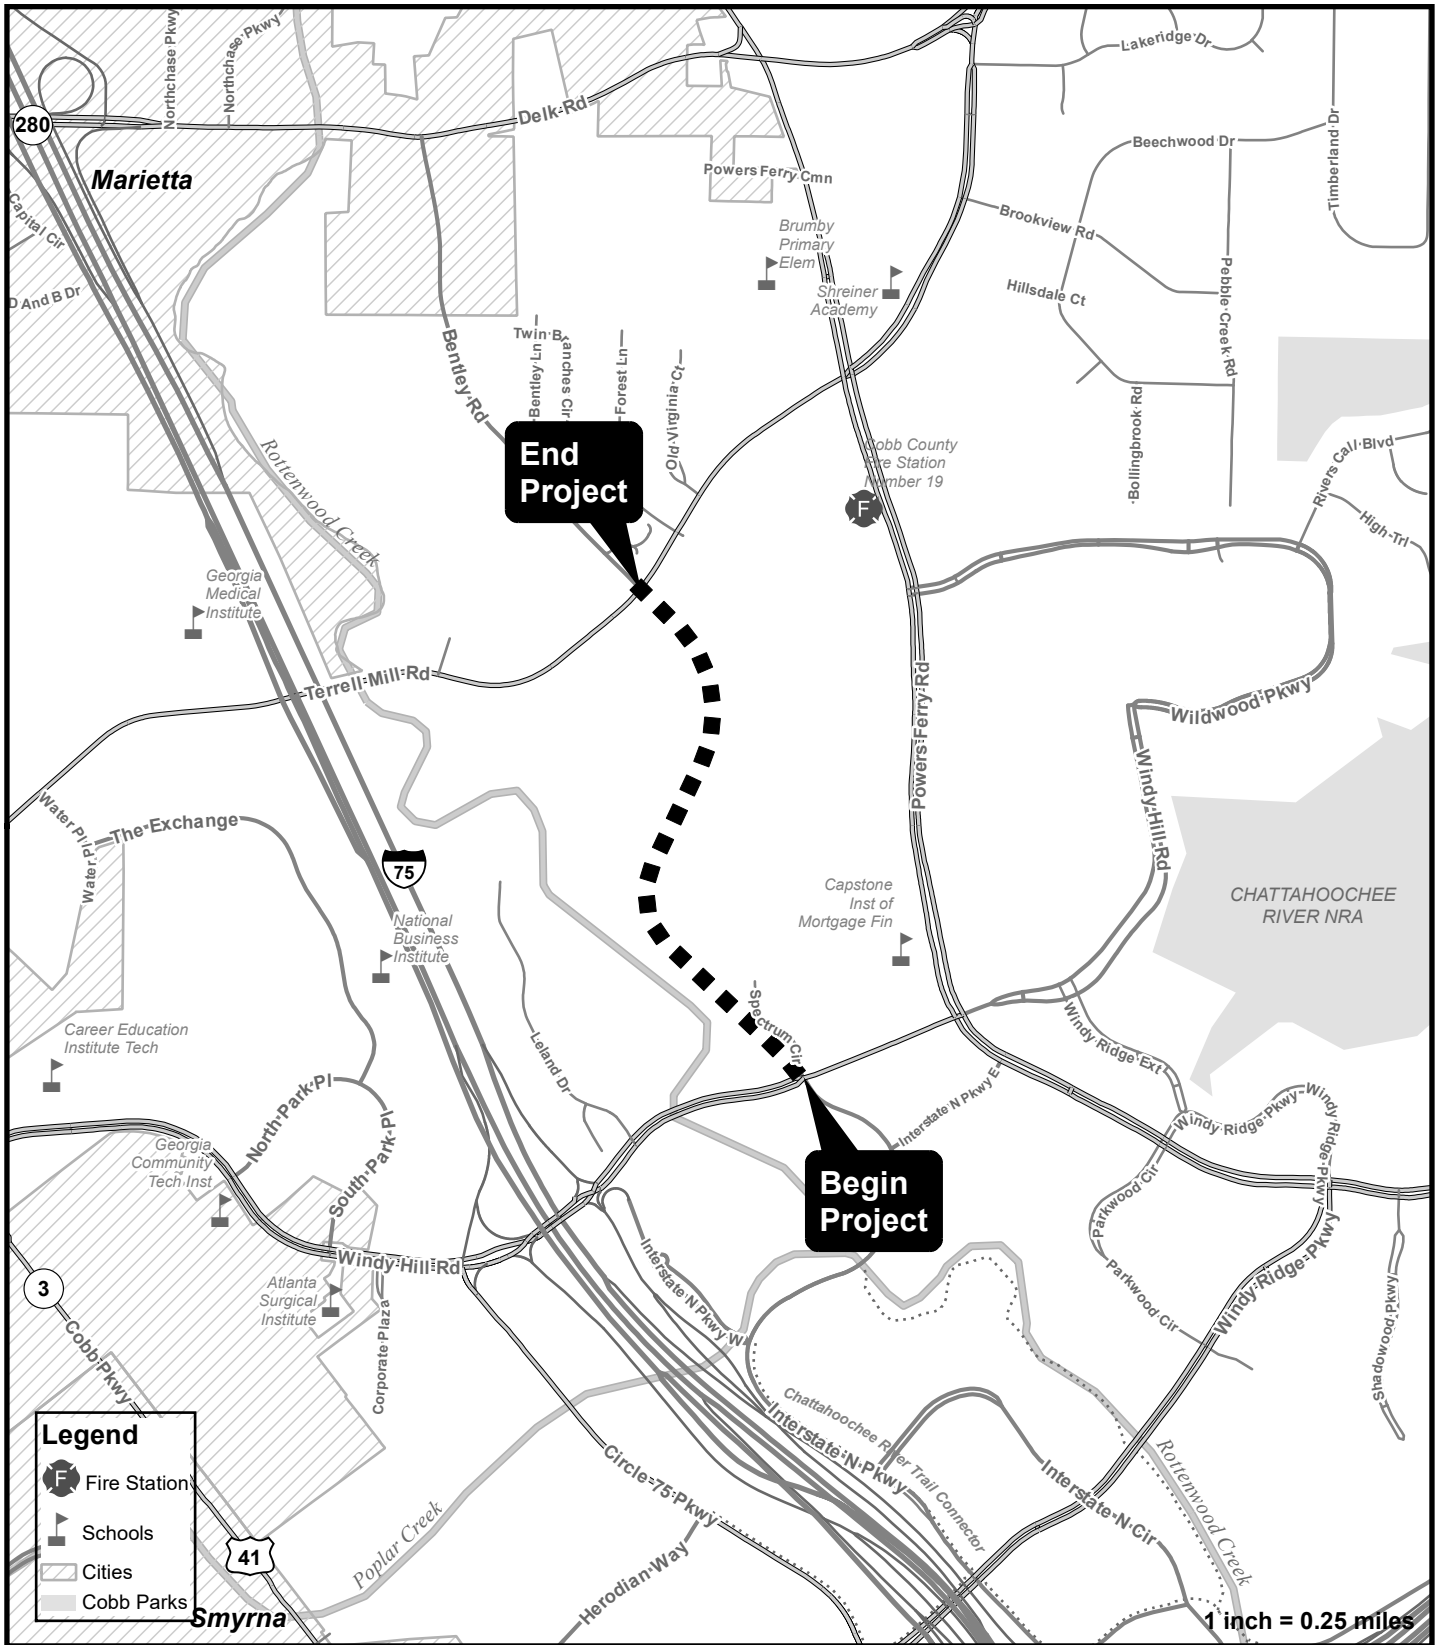 Northchase Pkwy
Northchase Pkwy
Lakeridge Dr
Delk Rd
280
Marietta
Timberland Dr
Beechwood Dr
Powers Ferry Cmn
Capital Cir
Brookview Rd
Brumby
Primary
Elem
D And B Dr
Shreiner
Academy
Hillsdale Ct
Pebble Creek Rd
Bentley Rd
Twin B
anches Cir
Bentley Ln
Forest Ln
Old Virginia Ct
Bollingbrook Rd
Rottenwood Creek
End
Project
Cobb County
Fire Station
Number 19
F
Rivers Call Blvd
High Trl
Georgia
Medical
Institute
Terrell Mill Rd
Powers Ferry Rd
Wildwood Pkwy
Windy Hill Rd
Water Pl
The Exchange
Water Pl
75
Capstone
Inst of
Mortgage Fin
CHATTAHOOCHEE
RIVER NRA
National
Business
Institute
Spectrum Cir
Career Education
Institute Tech
Leland Dr
Windy Ridge Ext
Interstate N Pkwy E
North Park Pl
South Park Pl
Windy Ridge Pkwy
Windy Ridge Pkwy
Georgia
Community
Tech Inst
Begin
Project
Parkwood Cir
Windy Hill Rd
Interstate N Pkwy W
Parkwood Cir
Windy Ridge Pkwy
Shadowood Pkwy
3
Atlanta
Surgical
Institute
Corporate Plaza
Cobb Pkwy
Chattahoochee River Trail Connector
Interstate N Pkwy
Interstate N Cir
Rottenwood Creek
Circle 75 Pkwy
Poplar Creek
Herodian Way
41
Legend
F Fire Station
Schools
Cities
Cobb Parks
Smyrna
1 inch = 0.25 miles